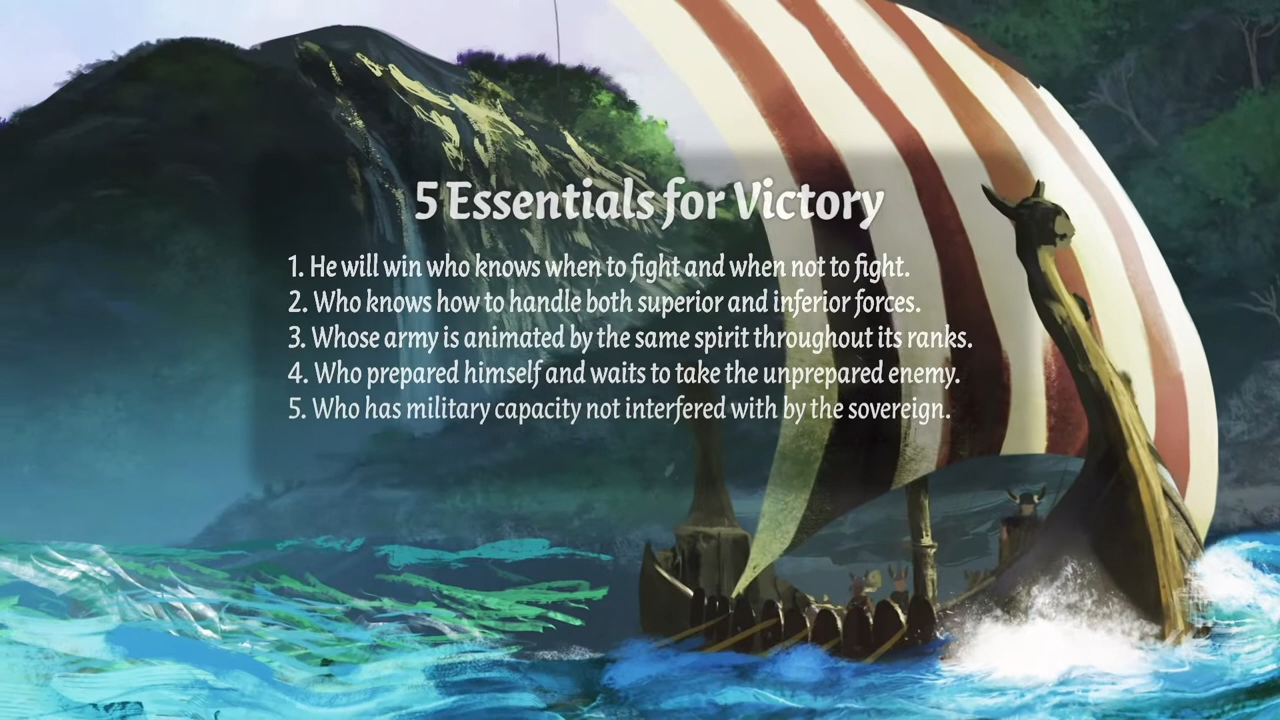 5 Essentials for Victory
1. He will win who knows when to fight and when not to fight.
2. Who knows how to handle both superior and inferior forces.
3. Whose army is animated by the same spirit throughout its ranks.
4. Who prepared himself and waits to take the unprepared enemy.
5. Who has military capacity not interfered with by the sovereign.